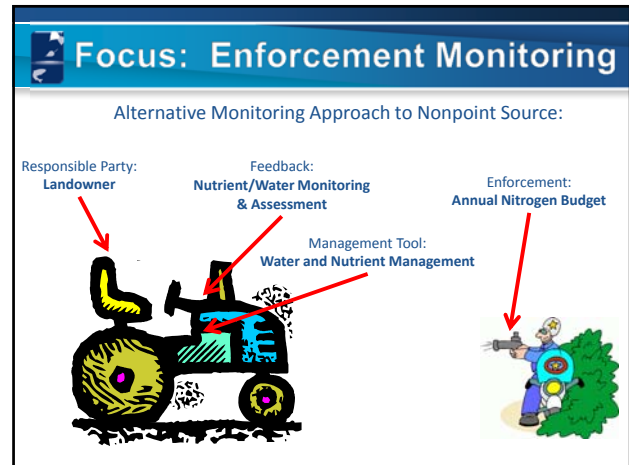 Focus:  Enforcement Monitoring
Alternative Monitoring Approach to Nonpoint Source:
Responsible Party:
Landowner
Feedback:
Nutrient/Water Monitoring
& Assessment
Enforcement:
Annual Nitrogen Budget
Management Tool:
Water and Nutrient Management